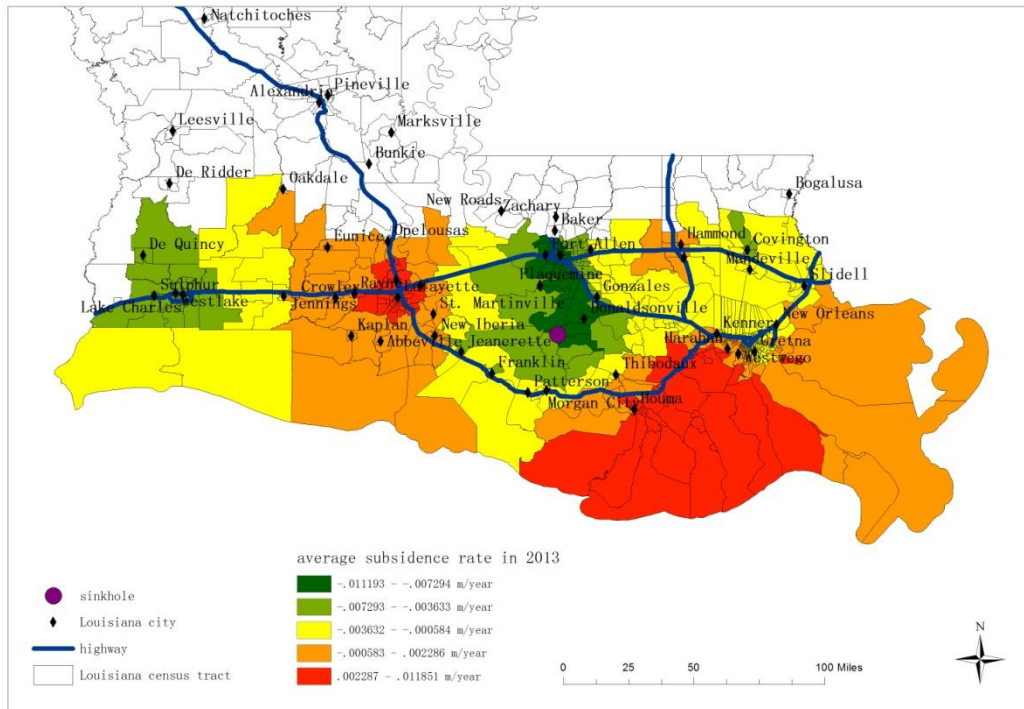 Natchitoches
Pineville
Alexandria
Marksville
Leesville
Bunkie
De Ridder
Oakdale
Bogalusa
New Roads
Zachary
Baker
Eunice
Opelousas
Hammond
Covington
De Quincy
Port Allen
Mandeville
Sulphur
Westlake
Plaquemine
Slidell
Lake Charles
Crowley
Rayne
Lafayette
Gonzales
Jennings
St. Martinville
Donaldsonville
New Orleans
Kaplan
New Iberia
Kenner
Abbeville
Jeanerette
Harahan
Gretna
Westwego
Franklin
Thibodaux
Patterson
Morgan City
Houma
average subsidence rate in 2013
-.011193 - -.007294 m/year
-.007293 - -.003633 m/year
-.003632 - -.000584 m/year
-.000583 - .002286 m/year
.002287 - .011851 m/year
sinkhole
Louisiana city
highway
Louisiana census tract
0 25 50 100 Miles
N